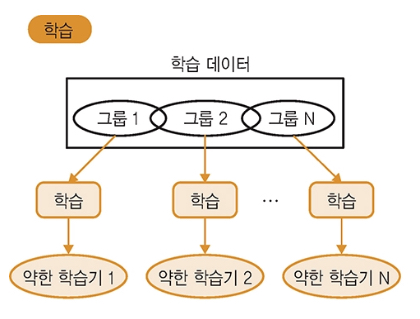 학습
학습 데이터
그룹 1 그룹 2 그룹 N
학습 학습 ... 학습
약한 학습기 1 약한 학습기 2 약한 학습기 N